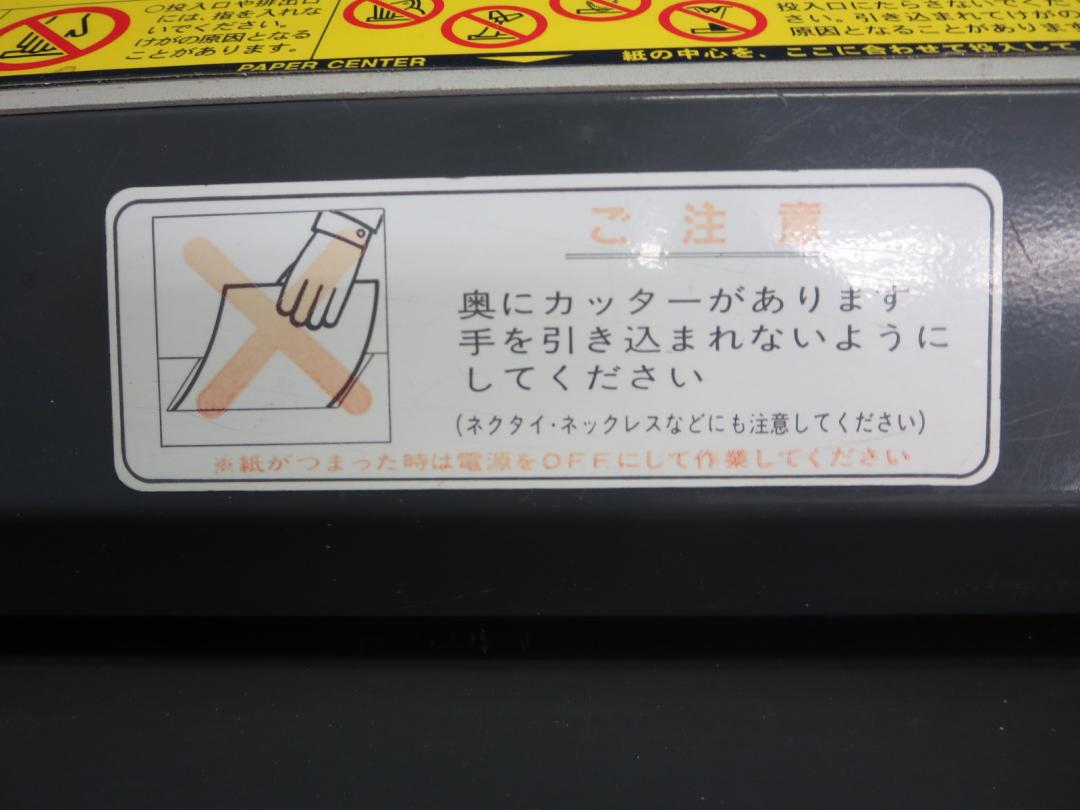 ○投入口や排出口
には、指を入れな
いでください。
けがの原因となる
ことがあります。
投入口にたらさないでくだ
さい。引き込まれてけがの
原因となることがありま
PAPER CENTER
紙の中心を、ここに合わせて投入して
ご注意
奥にカッターがあります
手を引き込まれないように
してください
(ネクタイ・ネックレスなどにも注意してください)
※紙がつまった時は電源をOFFにして作業してください